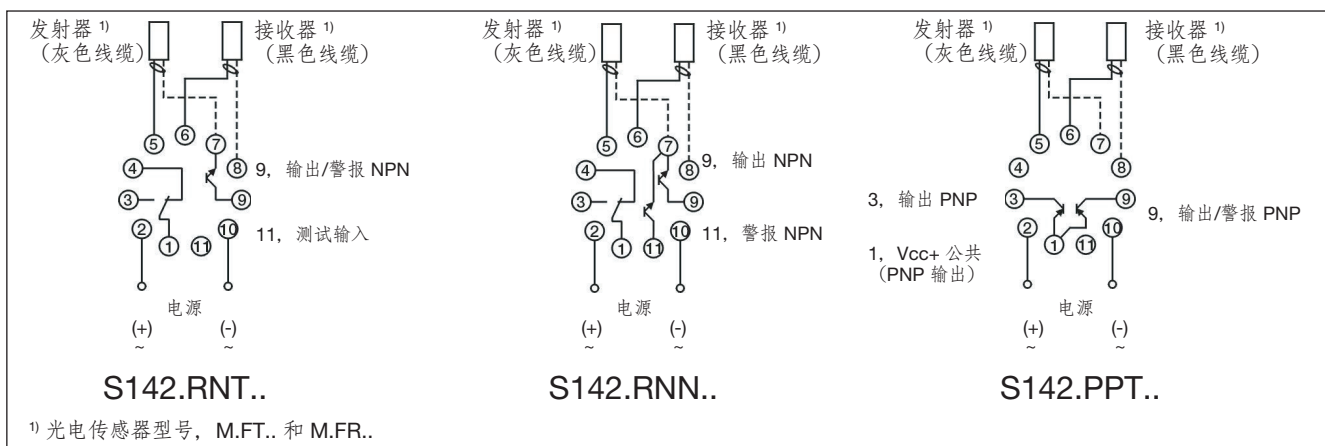 发射器 ¹⁾
（灰色线缆）
接收器 ¹⁾
（黑色线缆）
5
6
7
4
8
9，输出/警报 NPN
3
9
2
1
11
10
11，测试输入
电源
(+)
(-)
~
~
S142.RNT..
发射器 ¹⁾
（灰色线缆）
接收器 ¹⁾
（黑色线缆）
5
6
7
4
8
9，输出 NPN
3
9
2
1
11
10
11，警报 NPN
电源
(+)
(-)
~
~
S142.RNN..
发射器 ¹⁾
（灰色线缆）
接收器 ¹⁾
（黑色线缆）
5
6
7
4
8
3，输出 PNP
3
9
9，输出/警报 PNP
2
1
11
10
1，Vcc+ 公共
（PNP 输出）
电源
(+)
(-)
~
~
S142.PPT..
¹⁾ 光电传感器型号，M.FT.. 和 M.FR..